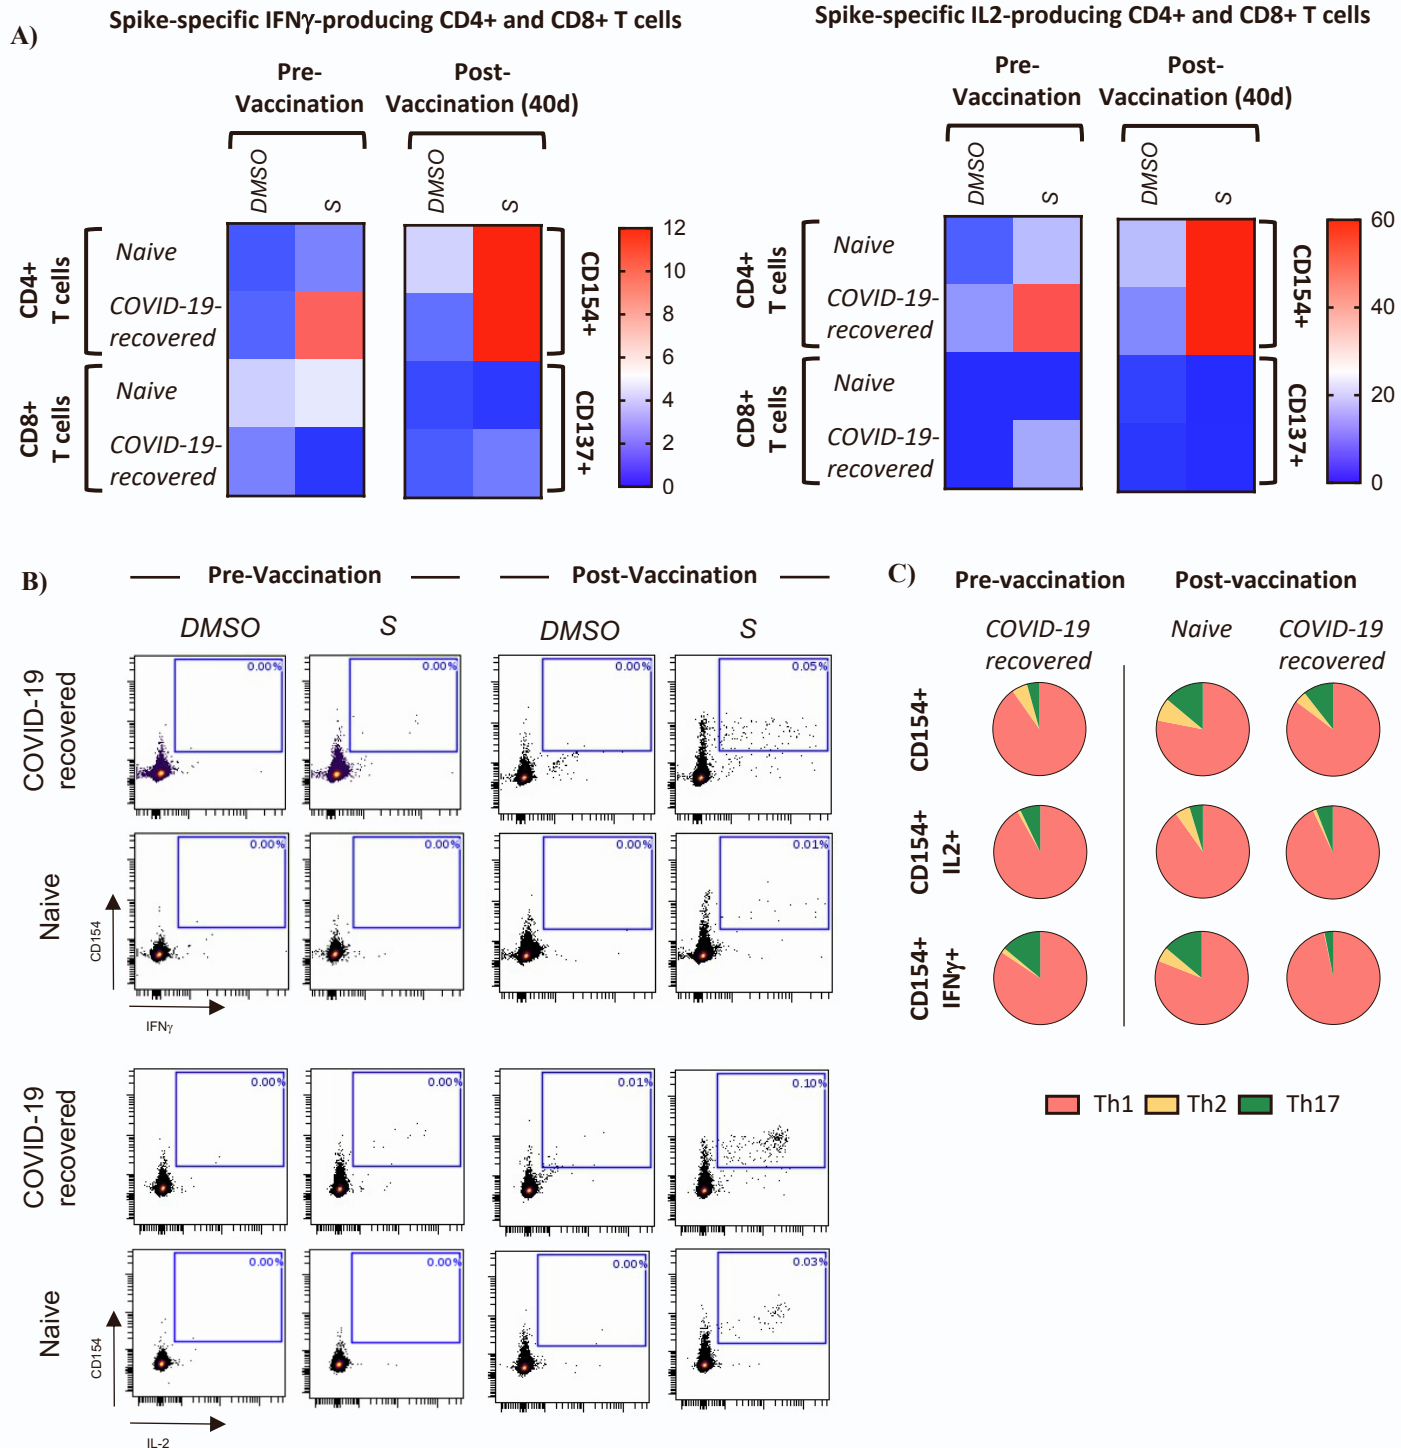 A)
Spike-specific IFNγ-producing CD4+ and CD8+ T cells
Pre-
Vaccination
Post-
Vaccination (40d)
DMSO
S
DMSO
S
CD4+
T cells
Naive
COVID-19-
recovered
CD8+
T cells
Naive
COVID-19-
recovered
CD154+
CD137+
12
10
8
6
4
2
0
Spike-specific IL2-producing CD4+ and CD8+ T cells
Pre-
Vaccination
Post-
Vaccination (40d)
DMSO
S
DMSO
S
CD4+
T cells
Naive
COVID-19-
recovered
CD8+
T cells
Naive
COVID-19-
recovered
CD154+
CD137+
60
40
20
0
B)
Pre-Vaccination
Post-Vaccination
DMSO
S
DMSO
S
COVID-19
recovered
0.00%
0.00%
0.00%
0.05%
Naive
0.00%
0.00%
0.00%
0.01%
CD154
IFNγ
COVID-19
recovered
0.00%
0.00%
0.01%
0.10%
Naive
0.00%
0.00%
0.00%
0.03%
CD154
IL-2
C)
Pre-vaccination
Post-vaccination
COVID-19
recovered
Naive
COVID-19
recovered
CD154+
CD154+
IL2+
CD154+
IFNγ+
Th1
Th2
Th17